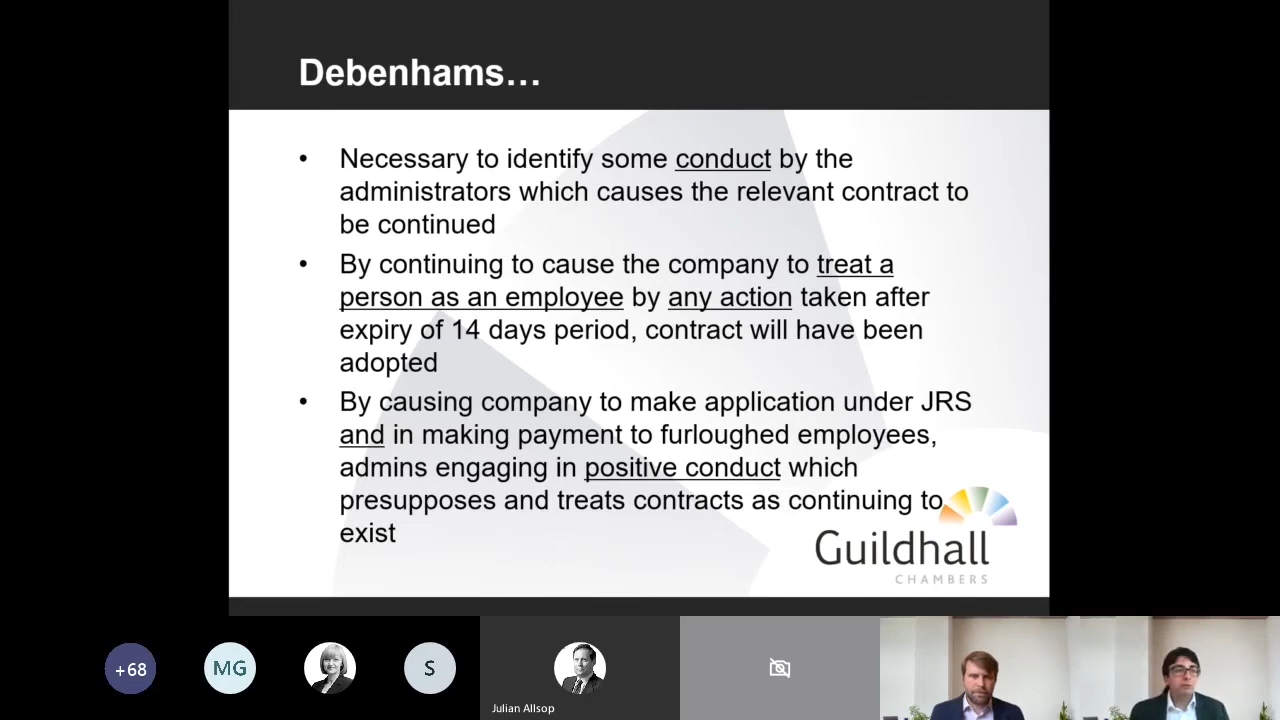 Debenhams…
• Necessary to identify some conduct by the
administrators which causes the relevant contract to
be continued
• By continuing to cause the company to treat a
person as an employee by any action taken after
expiry of 14 days period, contract will have been
adopted
• By causing company to make application under JRS
and in making payment to furloughed employees,
admins engaging in positive conduct which
presupposes and treats contracts as continuing to
exist
Guildhall
CHAMBERS
+68
MG
S
Julian Allsop